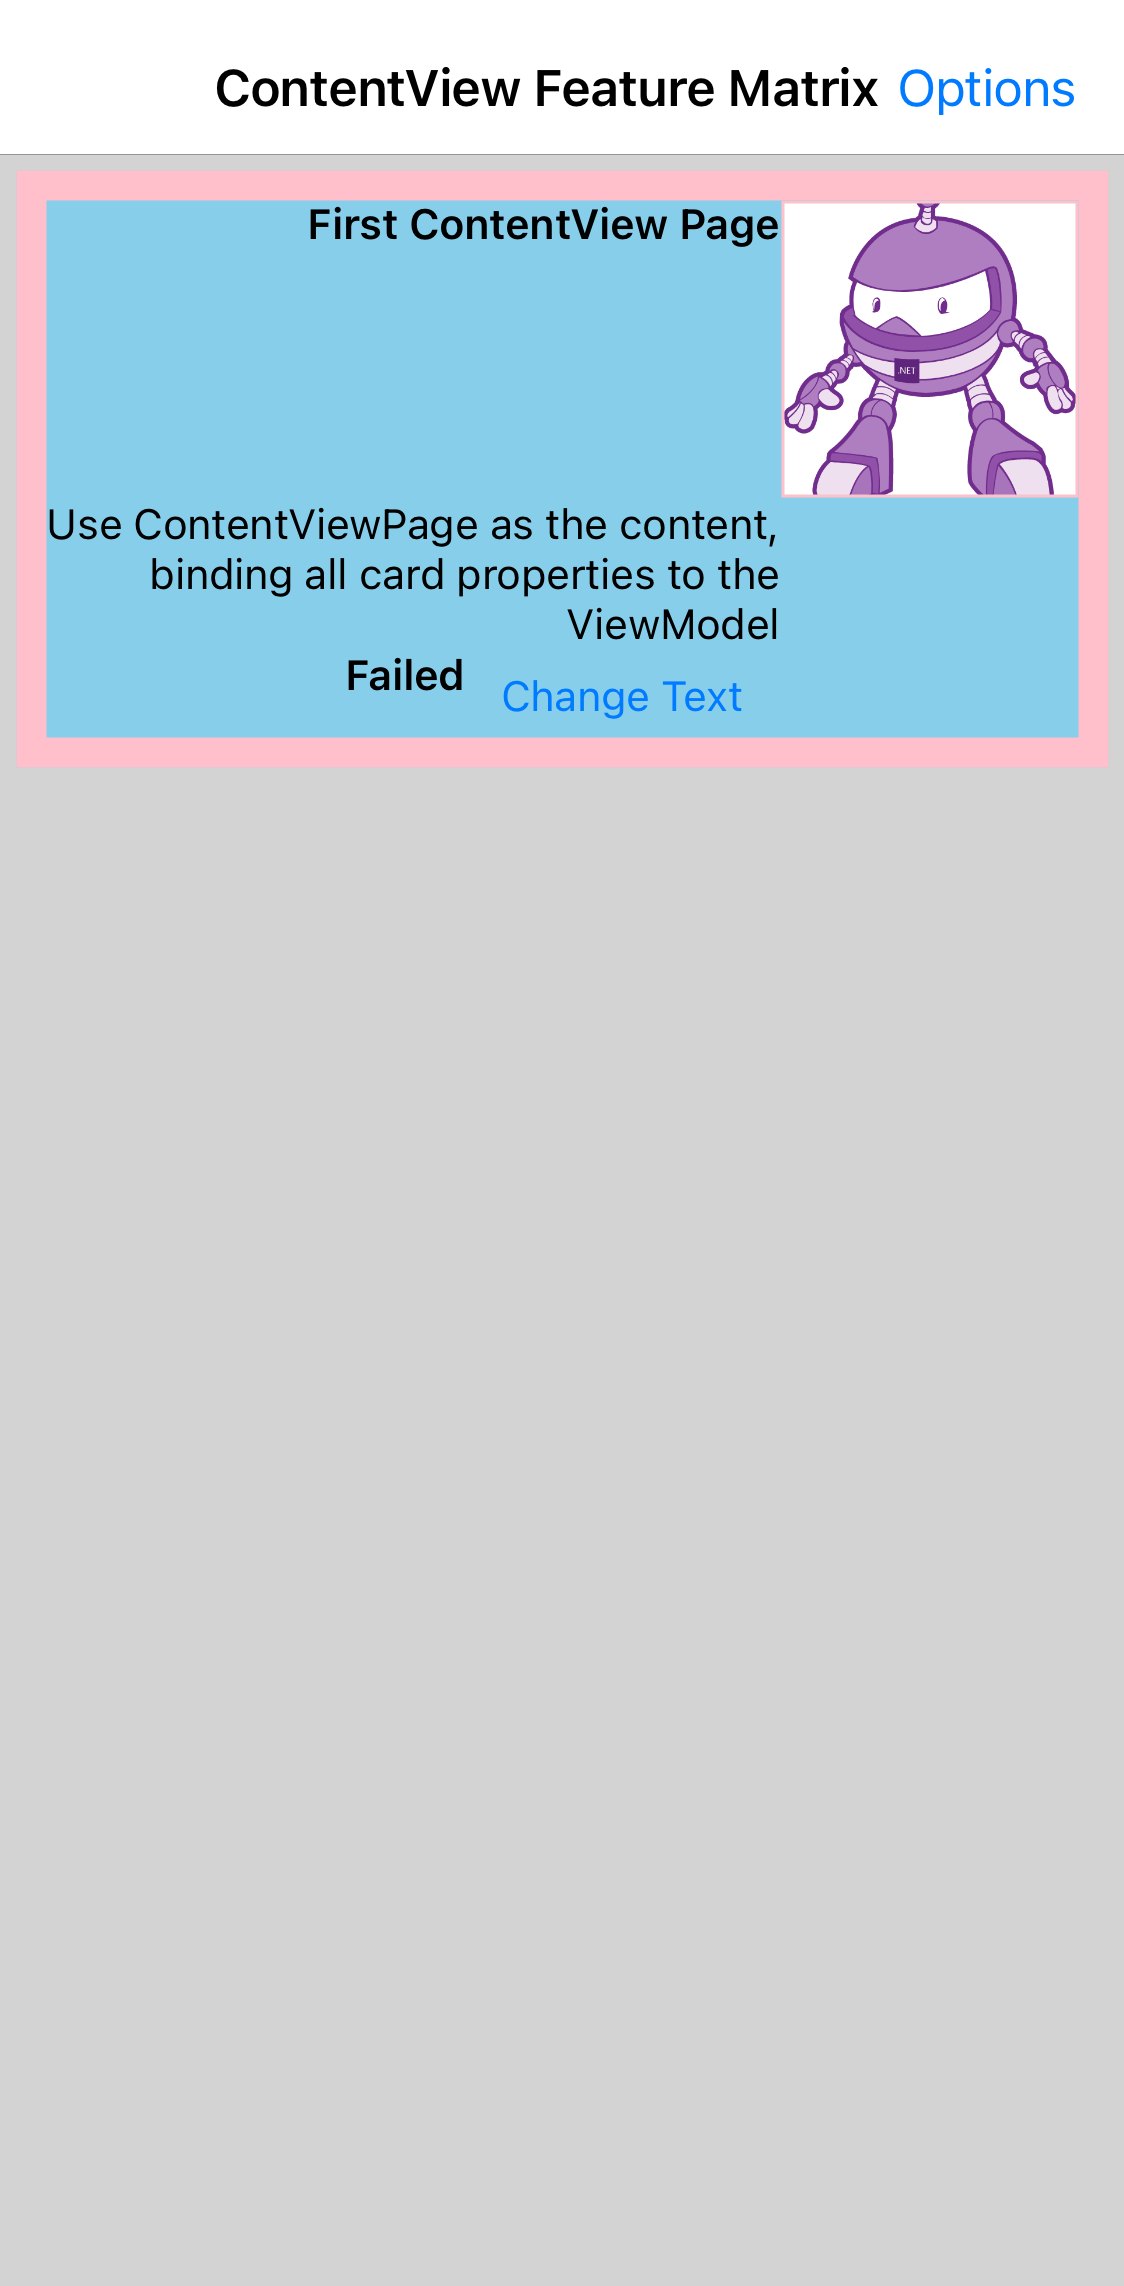 ContentView Feature Matrix Options
First ContentView Page
.NET
Use ContentViewPage as the content,
binding all card properties to the
ViewModel
Failed Change Text